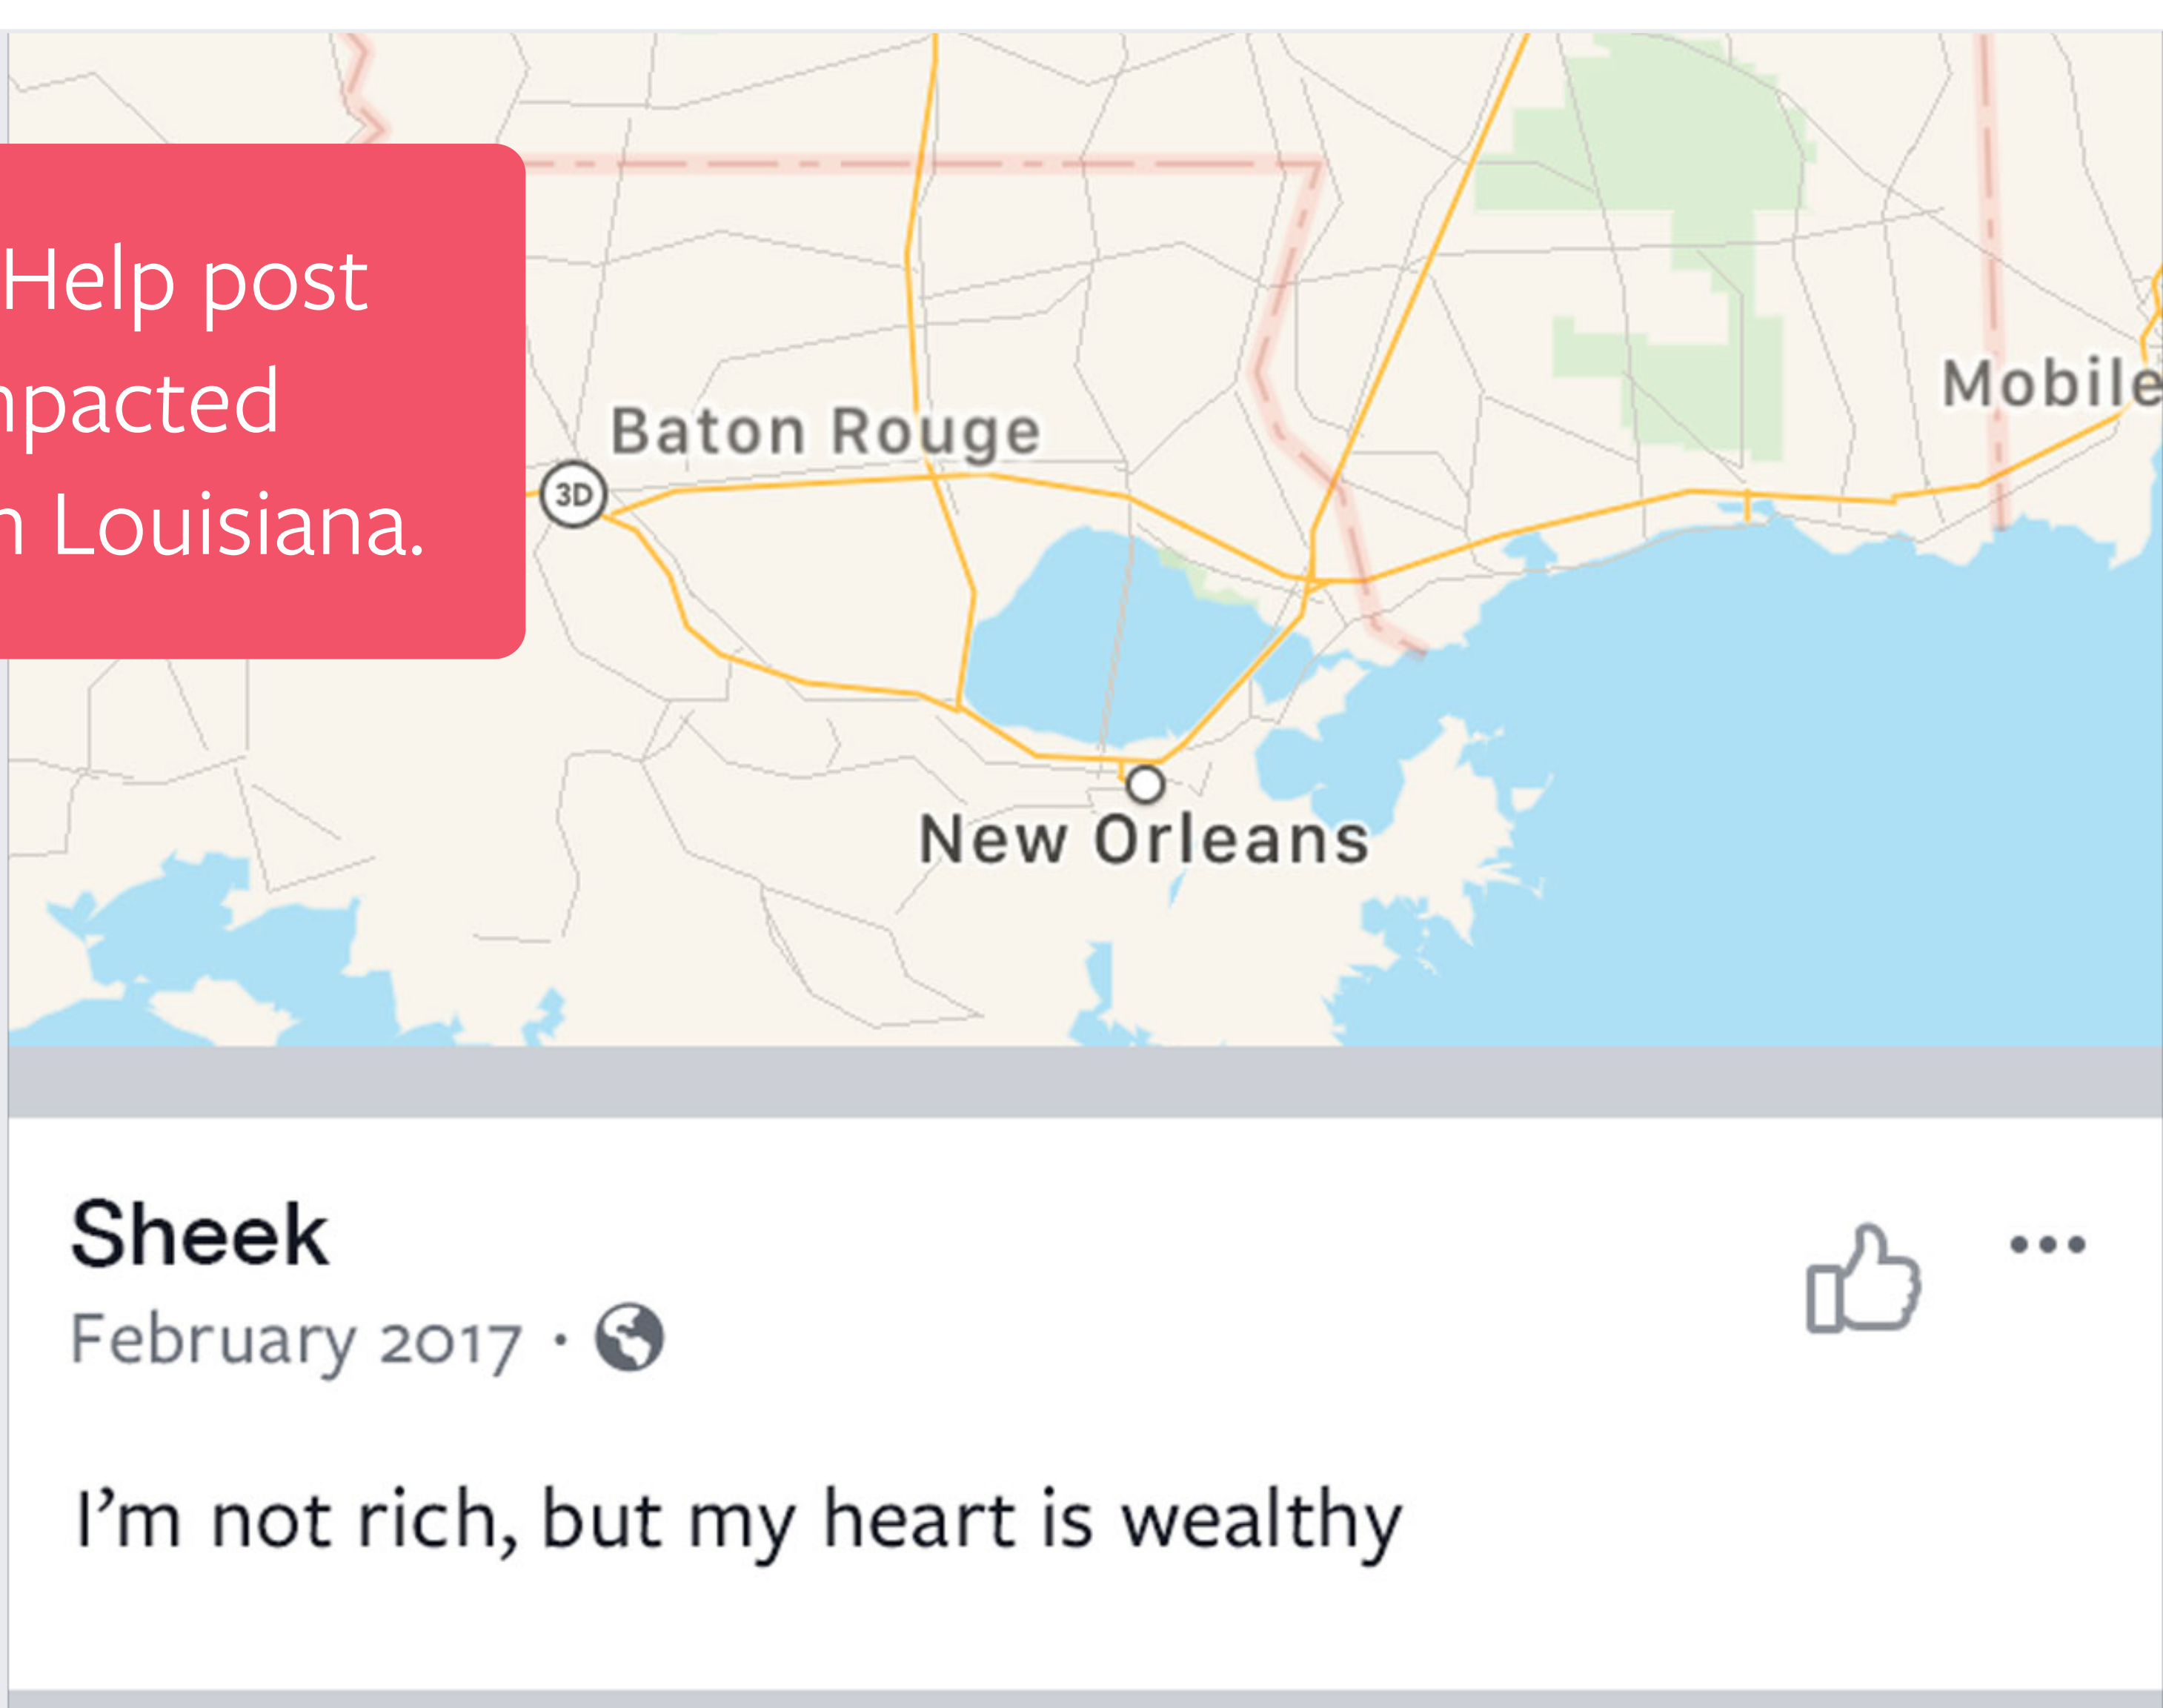 Help post
mpacted
n Louisiana.
Baton Rouge
3D
Mobile
New Orleans
Sheek
February 2017 ·
I’m not rich, but my heart is wealthy